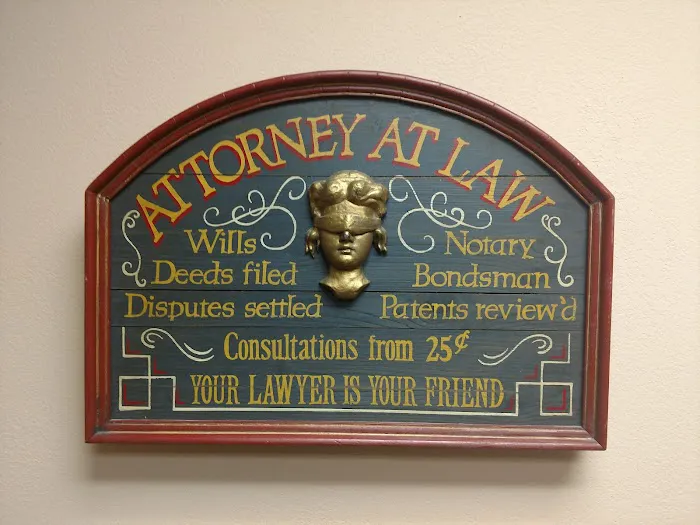 ATTORNEY AT LAW
Wills Notary
Deeds filed Bondsman
Disputes settled Patents review'd
Consultations from 25¢
YOUR LAWYER IS YOUR FRIEND